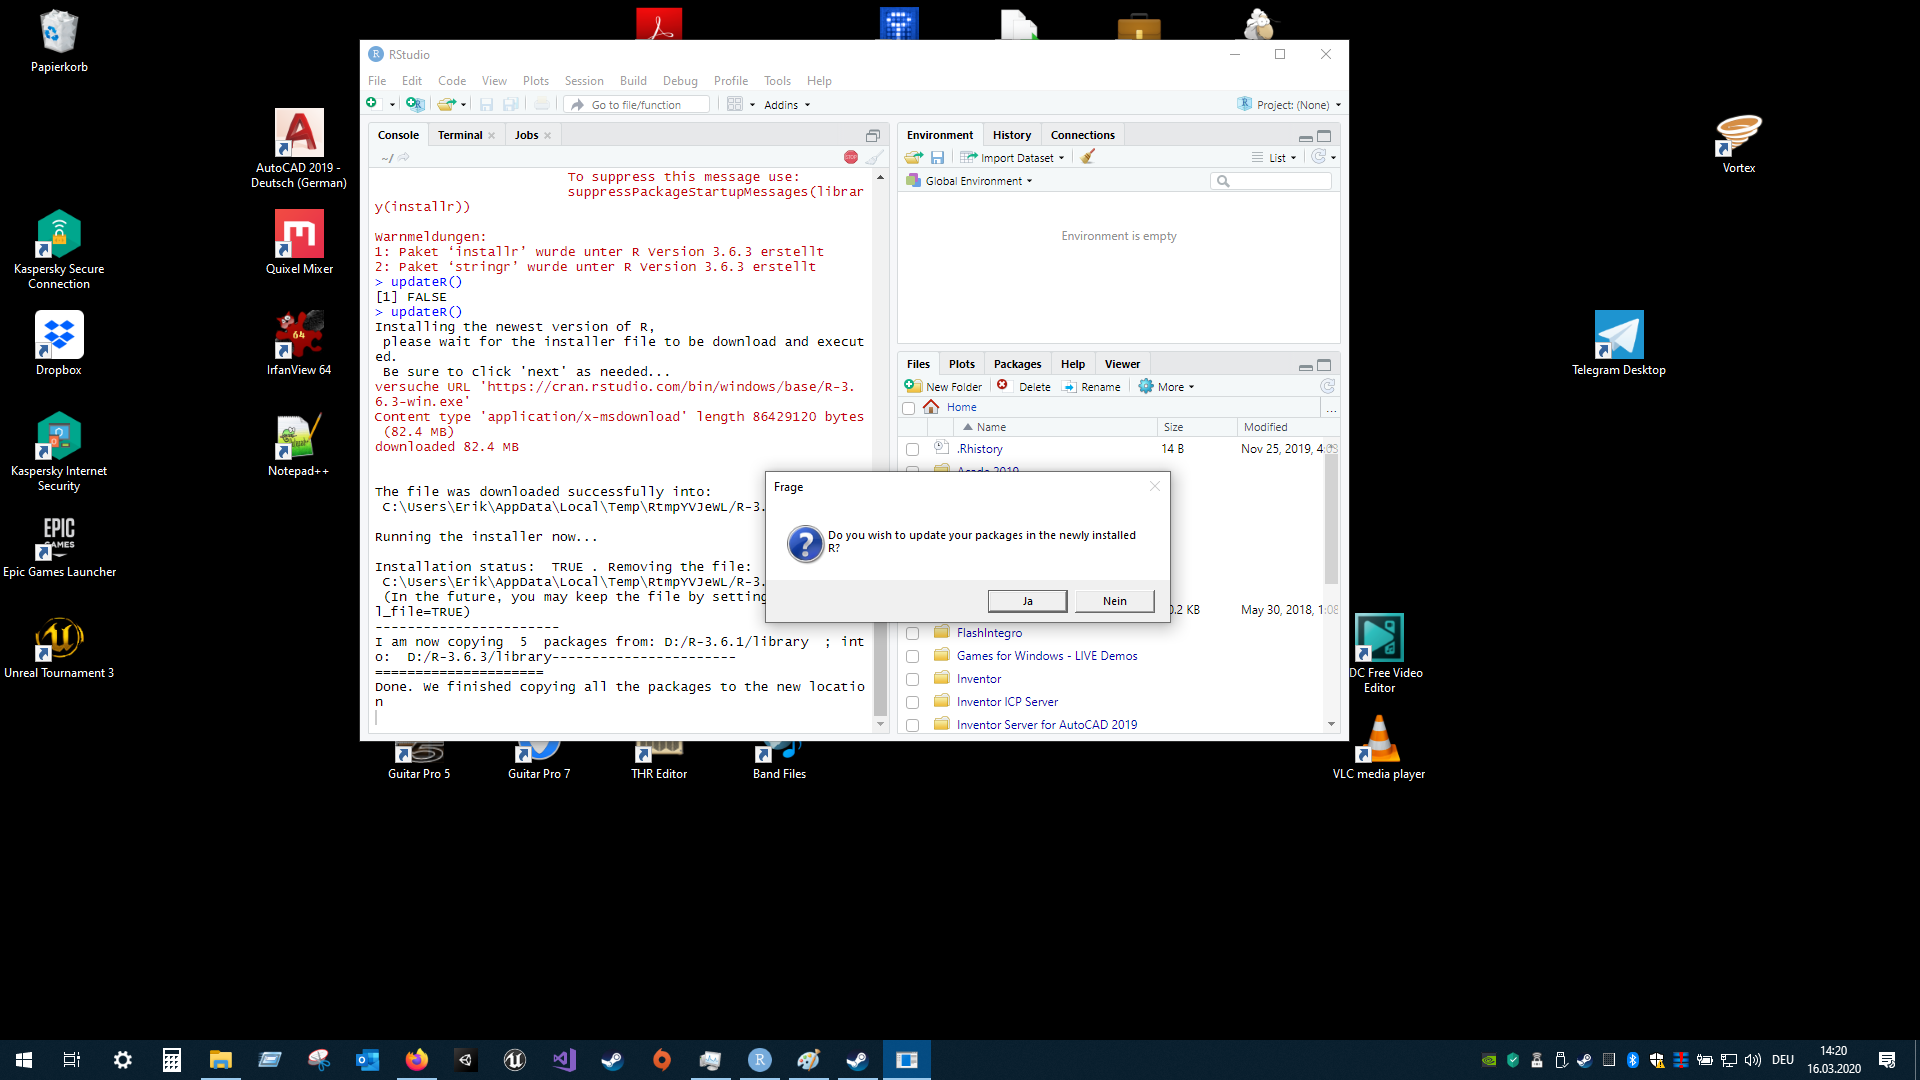 Papierkorb
AutoCAD 2019 -
Deutsch (German)
Kaspersky Secure
Connection
Quixel Mixer
Dropbox
IrfanView 64
Kaspersky Internet
Security
Notepad++
EPIC
GAMES
Epic Games Launcher
Unreal Tournament 3
Guitar Pro 5
Guitar Pro 7
THR Editor
Band Files
Vortex
Telegram Desktop
DC Free Video
Editor
VLC media player
RStudio
File Edit Code View Plots Session Build Debug Profile Tools Help
Go to file/function
Addins
Project: (None)
Console Terminal Jobs
~/
STOP
To suppress this message use:
suppressPackageStartupMessages(librar
y(installr))
Warnmeldungen:
1: Paket ‘installr’ wurde unter R Version 3.6.3 erstellt
2: Paket ‘stringr’ wurde unter R Version 3.6.3 erstellt
> updateR()
[1] FALSE
> updateR()
Installing the newest version of R,
please wait for the installer file to be download and execut
ed.
Be sure to click 'next' as needed...
versuche URL 'https://cran.rstudio.com/bin/windows/base/R-3.
6.3-win.exe'
Content type 'application/x-msdownload' length 86429120 bytes
(82.4 MB)
downloaded 82.4 MB
The file was downloaded successfully into:
C:\Users\Erik\AppData\Local\Temp\RtmpYVJeWL/R-3.
Running the installer now...
Installation status:  TRUE . Removing the file:
C:\Users\Erik\AppData\Local\Temp\RtmpYVJeWL/R-3.
(In the future, you may keep the file by setting
l_file=TRUE)
-----------------------
I am now copying  5  packages from: D:/R-3.6.1/library  ; int
o:  D:/R-3.6.3/library-----------------------
=====================
Done. We finished copying all the packages to the new locatio
n
Environment History Connections
Import Dataset
List
Global Environment
Environment is empty
Files Plots Packages Help Viewer
New Folder Delete Rename More
Home
...
Name Size Modified
.Rhistory 14 B Nov 25, 2019, 4:03
Acade 2019
0.2 KB May 30, 2018, 1:08
FlashIntegro
Games for Windows - LIVE Demos
Inventor
Inventor ICP Server
Inventor Server for AutoCAD 2019
Frage
Do you wish to update your packages in the newly installed
R?
Ja
Nein
DEU
14:20
16.03.2020